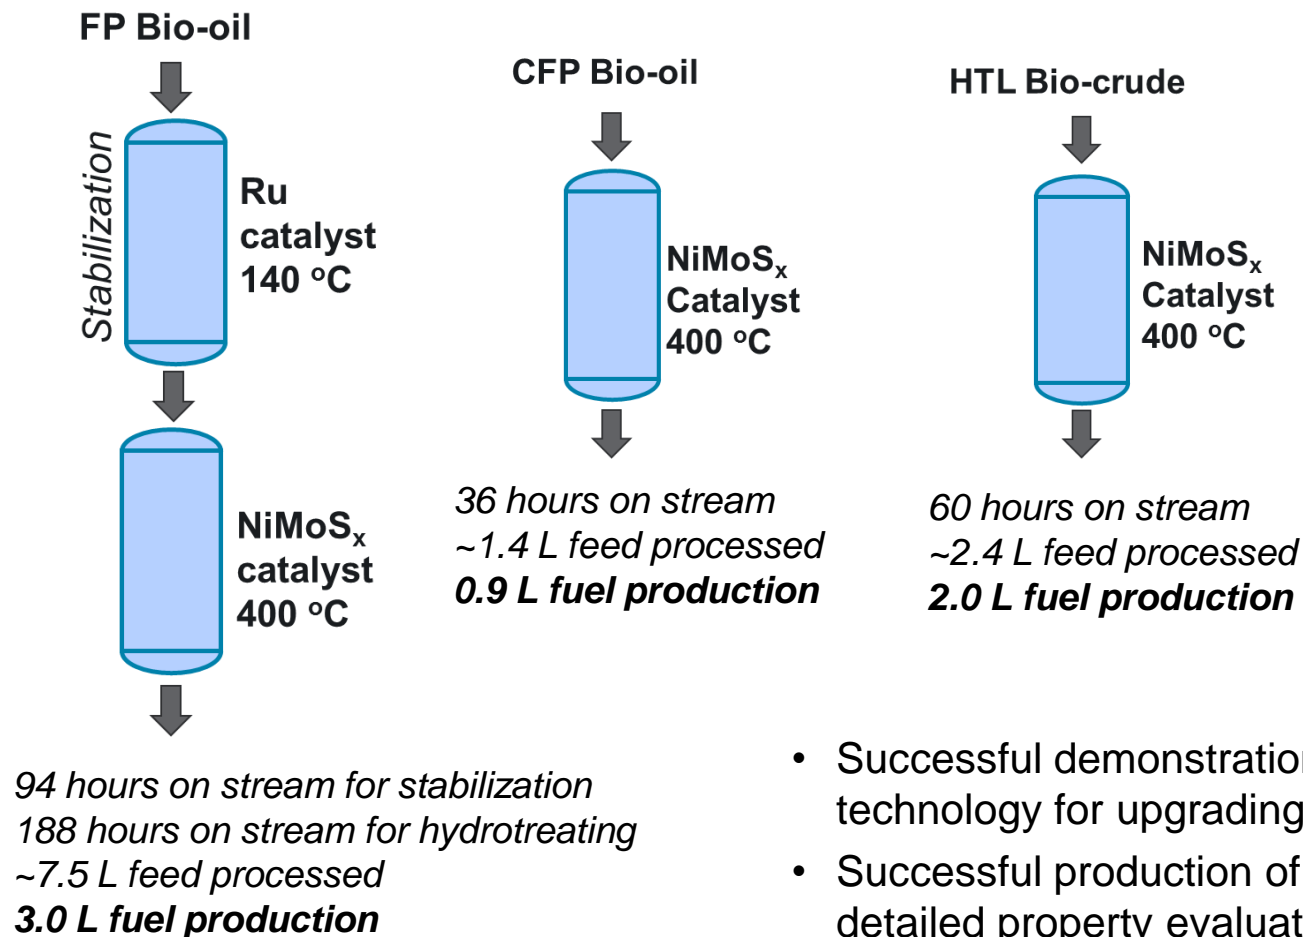 FP Bio-oil
Stabilization
Ru
catalyst
140 °C
NiMoSₓ
catalyst
400 °C
94 hours on stream for stabilization
188 hours on stream for hydrotreating
~7.5 L feed processed
3.0 L fuel production
CFP Bio-oil
NiMoSₓ
Catalyst
400 °C
36 hours on stream
~1.4 L feed processed
0.9 L fuel production
HTL Bio-crude
NiMoSₓ
Catalyst
400 °C
60 hours on stream
~2.4 L feed processed
2.0 L fuel production
• Successful demonstration
technology for upgrading
• Successful production of
detailed property evaluat